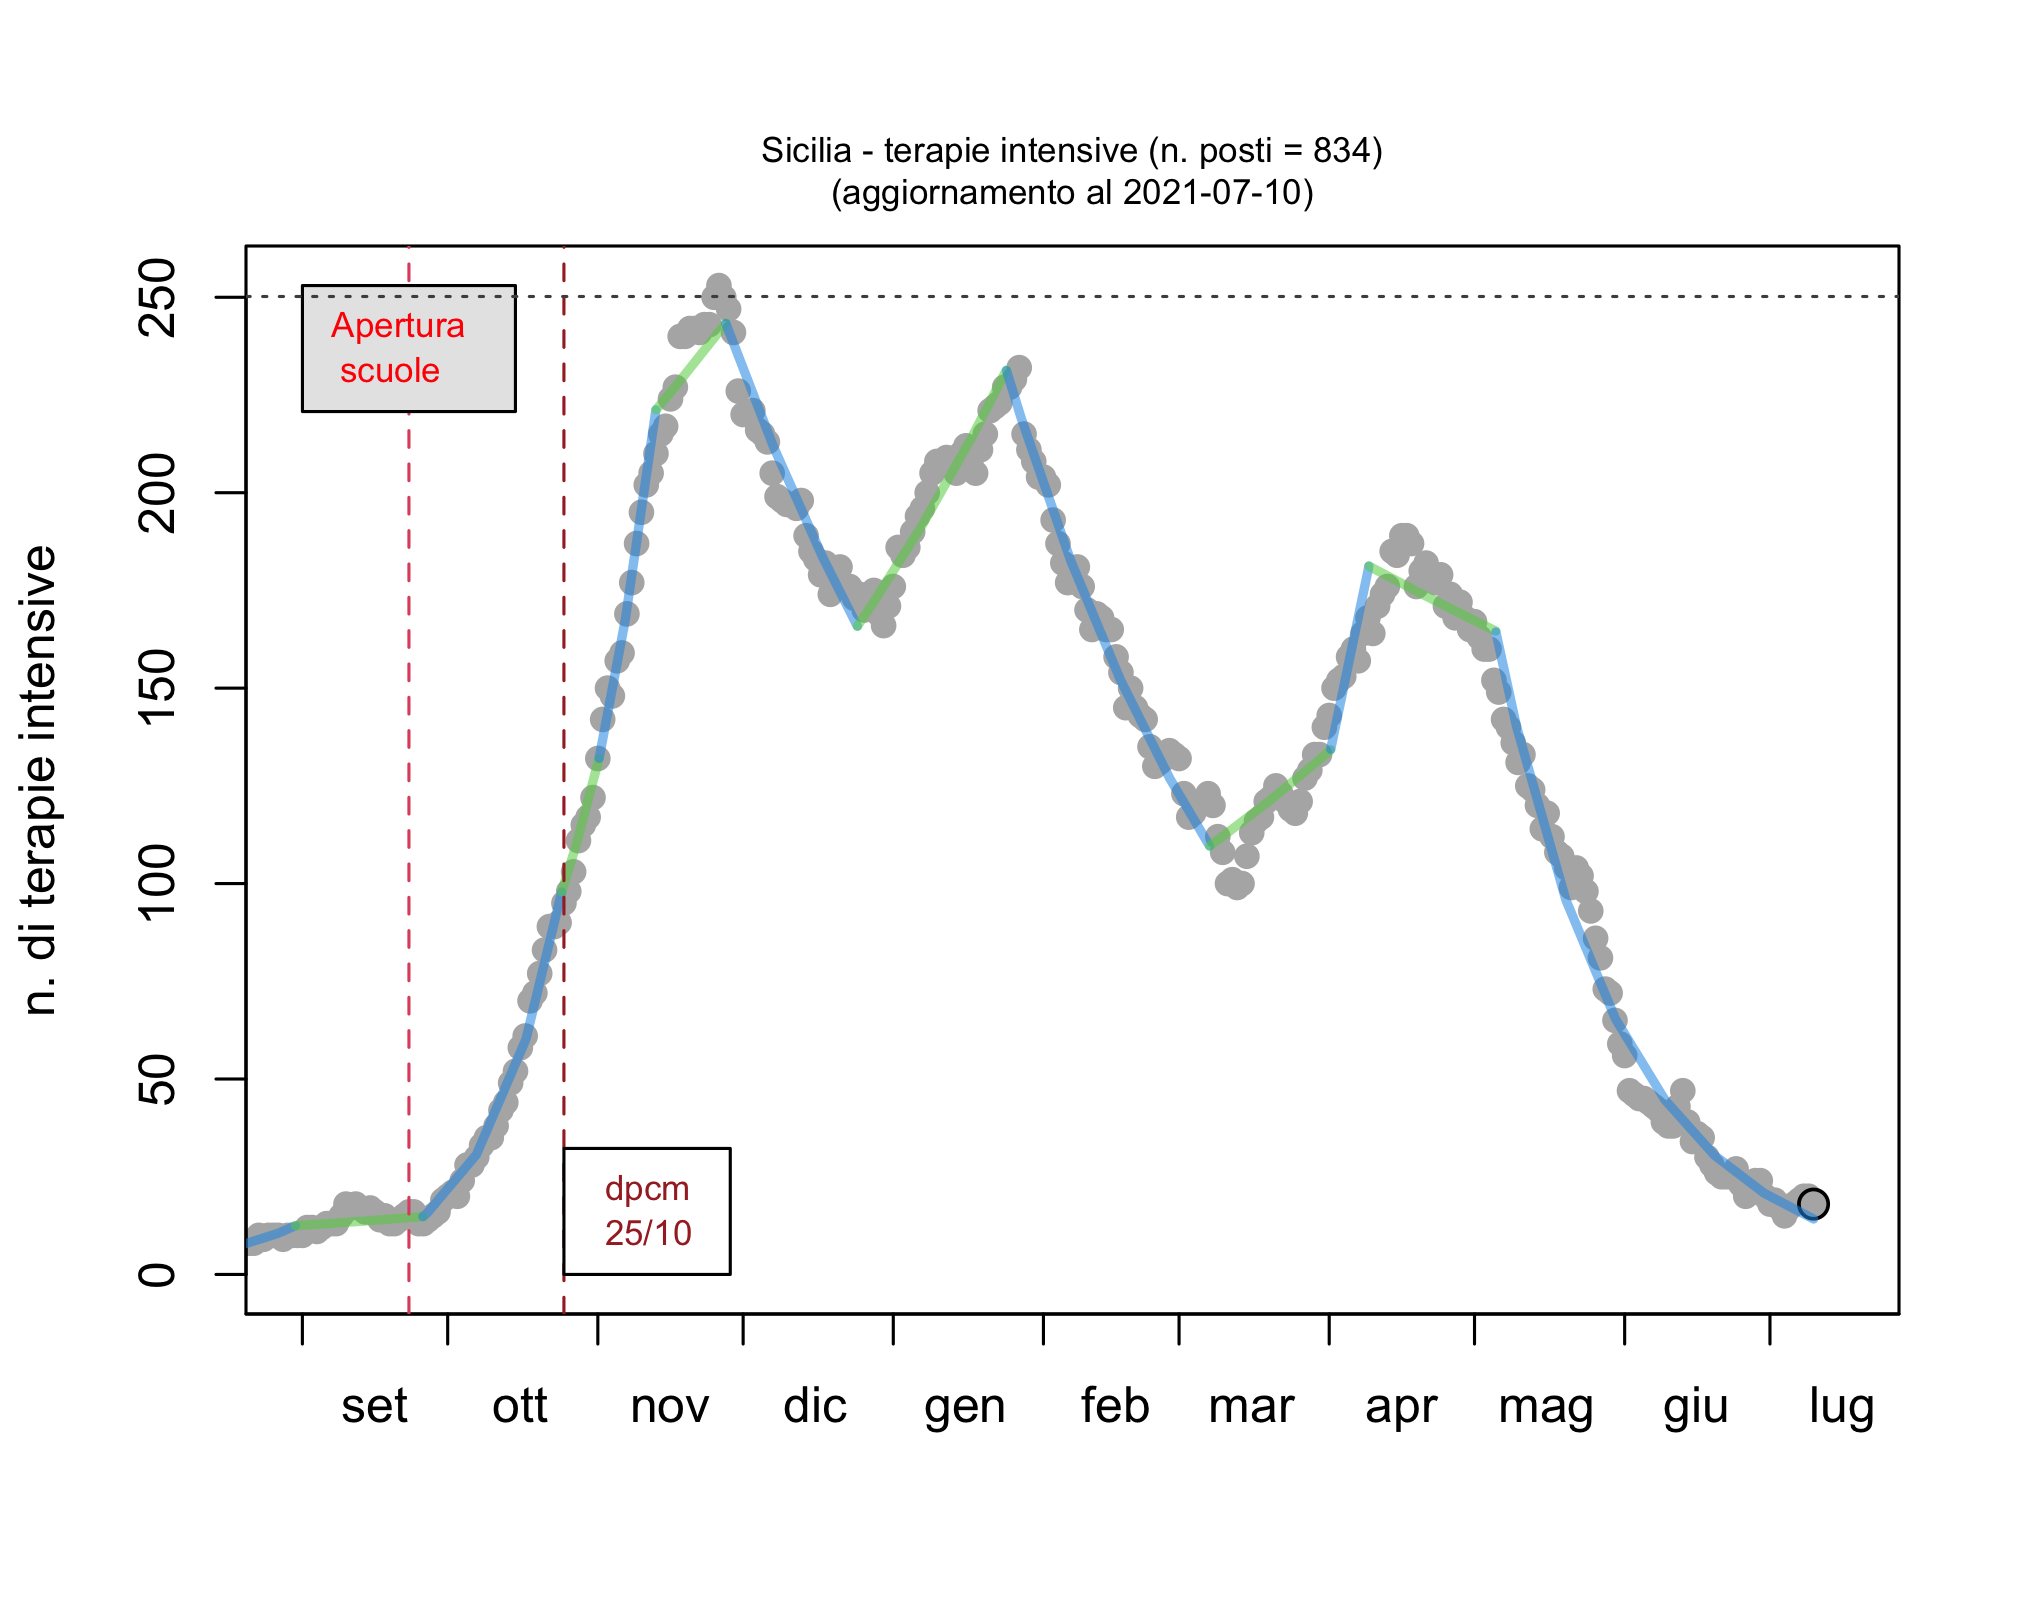 Sicilia - terapie intensive (n. posti = 834)
(aggiornamento al 2021-07-10)
n. di terapie intensive
250
200
150
100
50
0
Apertura
scuole
dpcm
25/10
set ott nov dic gen feb mar apr mag giu lug